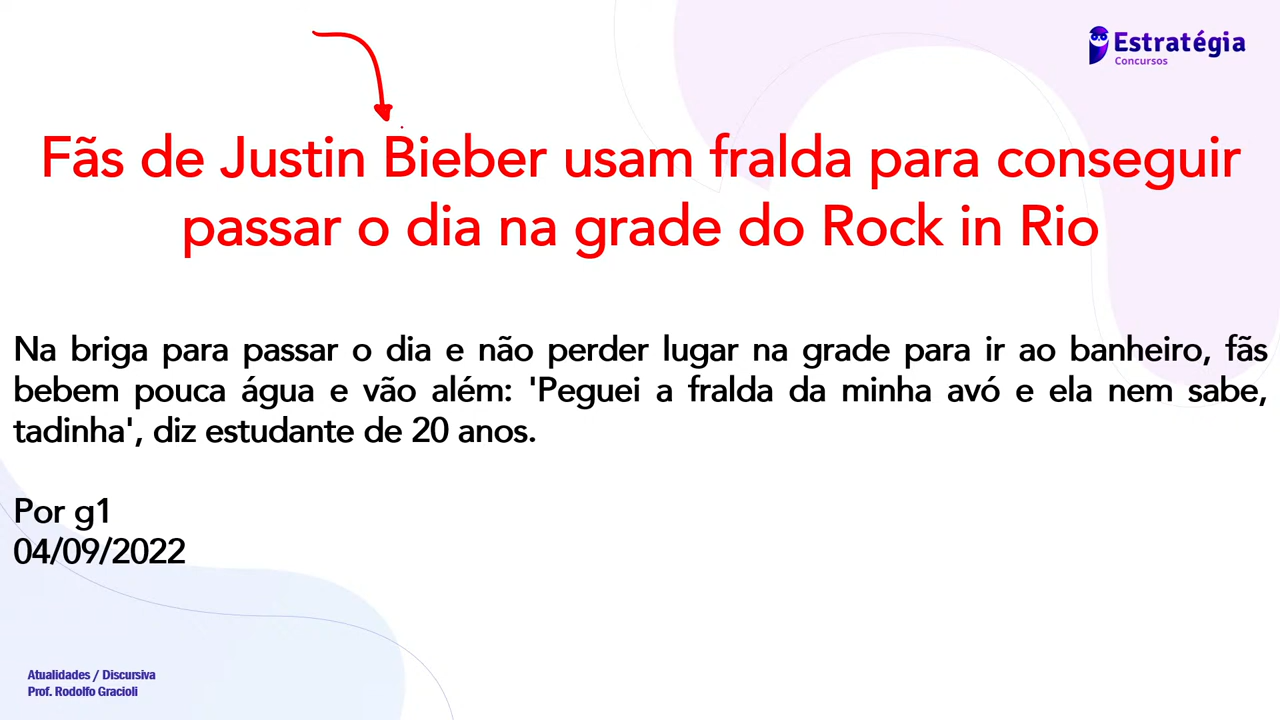 Estratégia
Concursos
Fãs de Justin Bieber usam fralda para conseguir
passar o dia na grade do Rock in Rio
Na briga para passar o dia e não perder lugar na grade para ir ao banheiro, fãs
bebem pouca água e vão além: 'Peguei a fralda da minha avó e ela nem sabe,
tadinha', diz estudante de 20 anos.
Por g1
04/09/2022
Atualidades / Discursiva
Prof. Rodolfo Gracioli